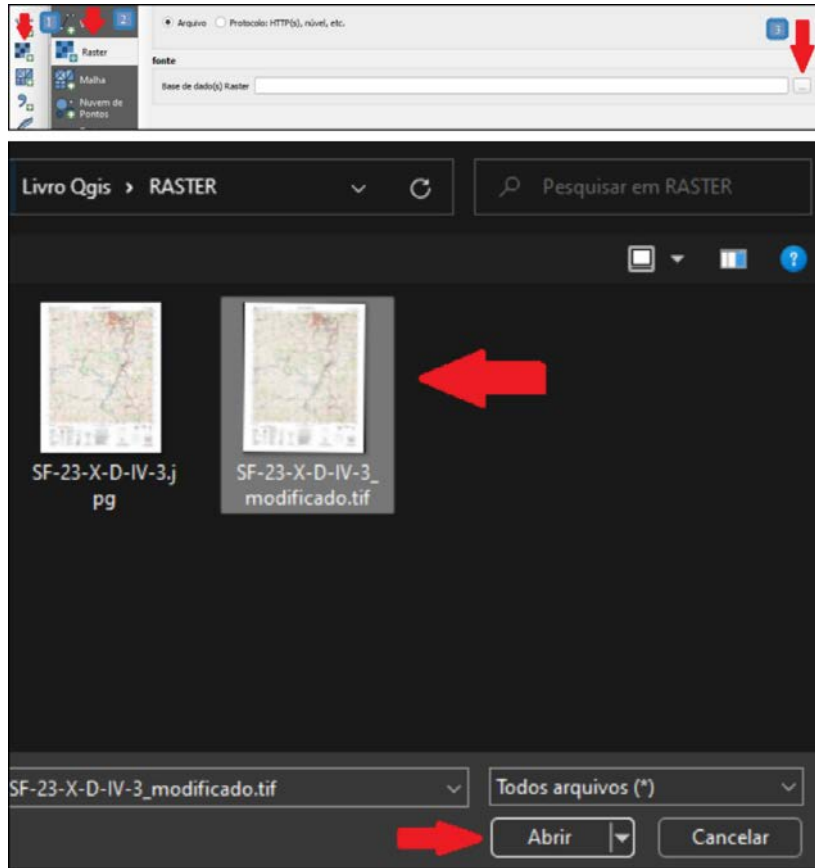 1
2
Arquivo Protocolo: HTTP(s), núvel, etc.
3
Raster
fonte
Malha
Base de dado(s) Raster
...
Nuvem de
Pontos
Livro Qgis > RASTER
Pesquisar em RASTER
?
SF-23-X-D-IV-3.j
pg
SF-23-X-D-IV-3_
modificado.tif
SF-23-X-D-IV-3_modificado.tif
Todos arquivos (*)
Abrir
Cancelar